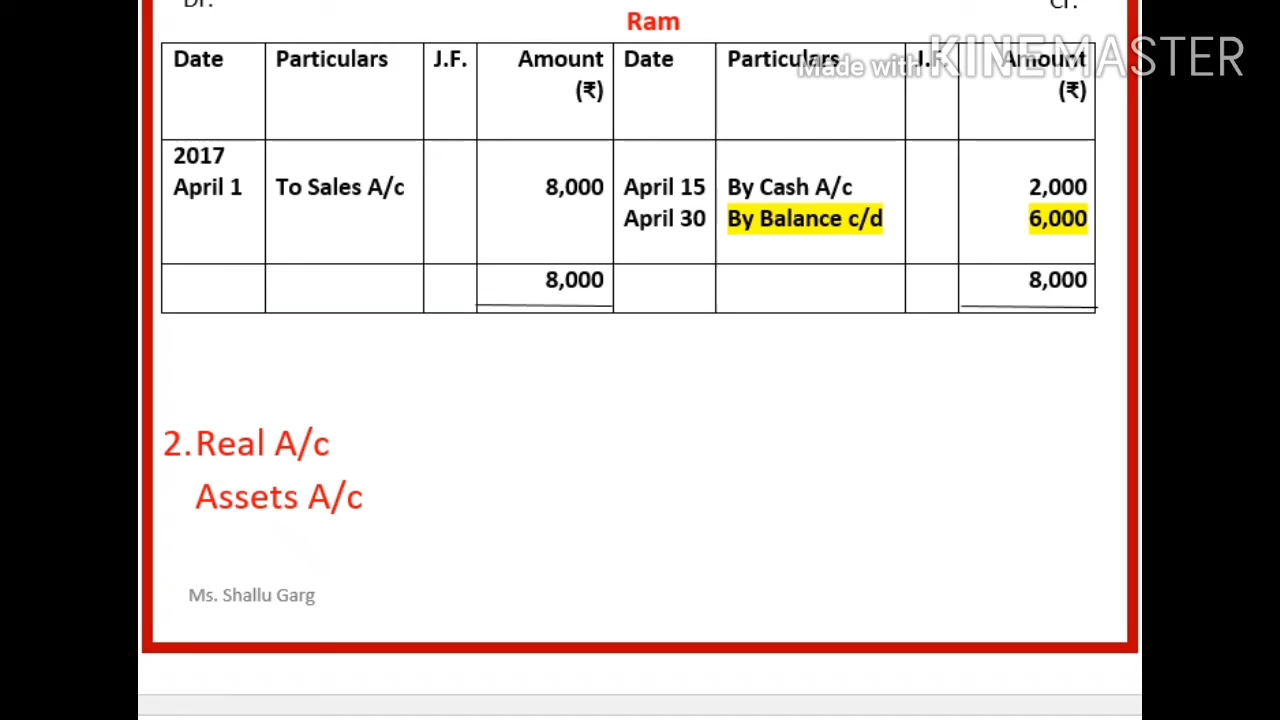 Dr. Cr.
Ram
Date Particulars J.F. Amount Date Particulars J.F. Amount
(₹) (₹)
Made with KINEMASTER
2017
April 1 To Sales A/c 8,000 April 15 By Cash A/c 2,000
April 30 By Balance c/d 6,000
8,000 8,000
2. Real A/c
Assets A/c
Ms. Shallu Garg